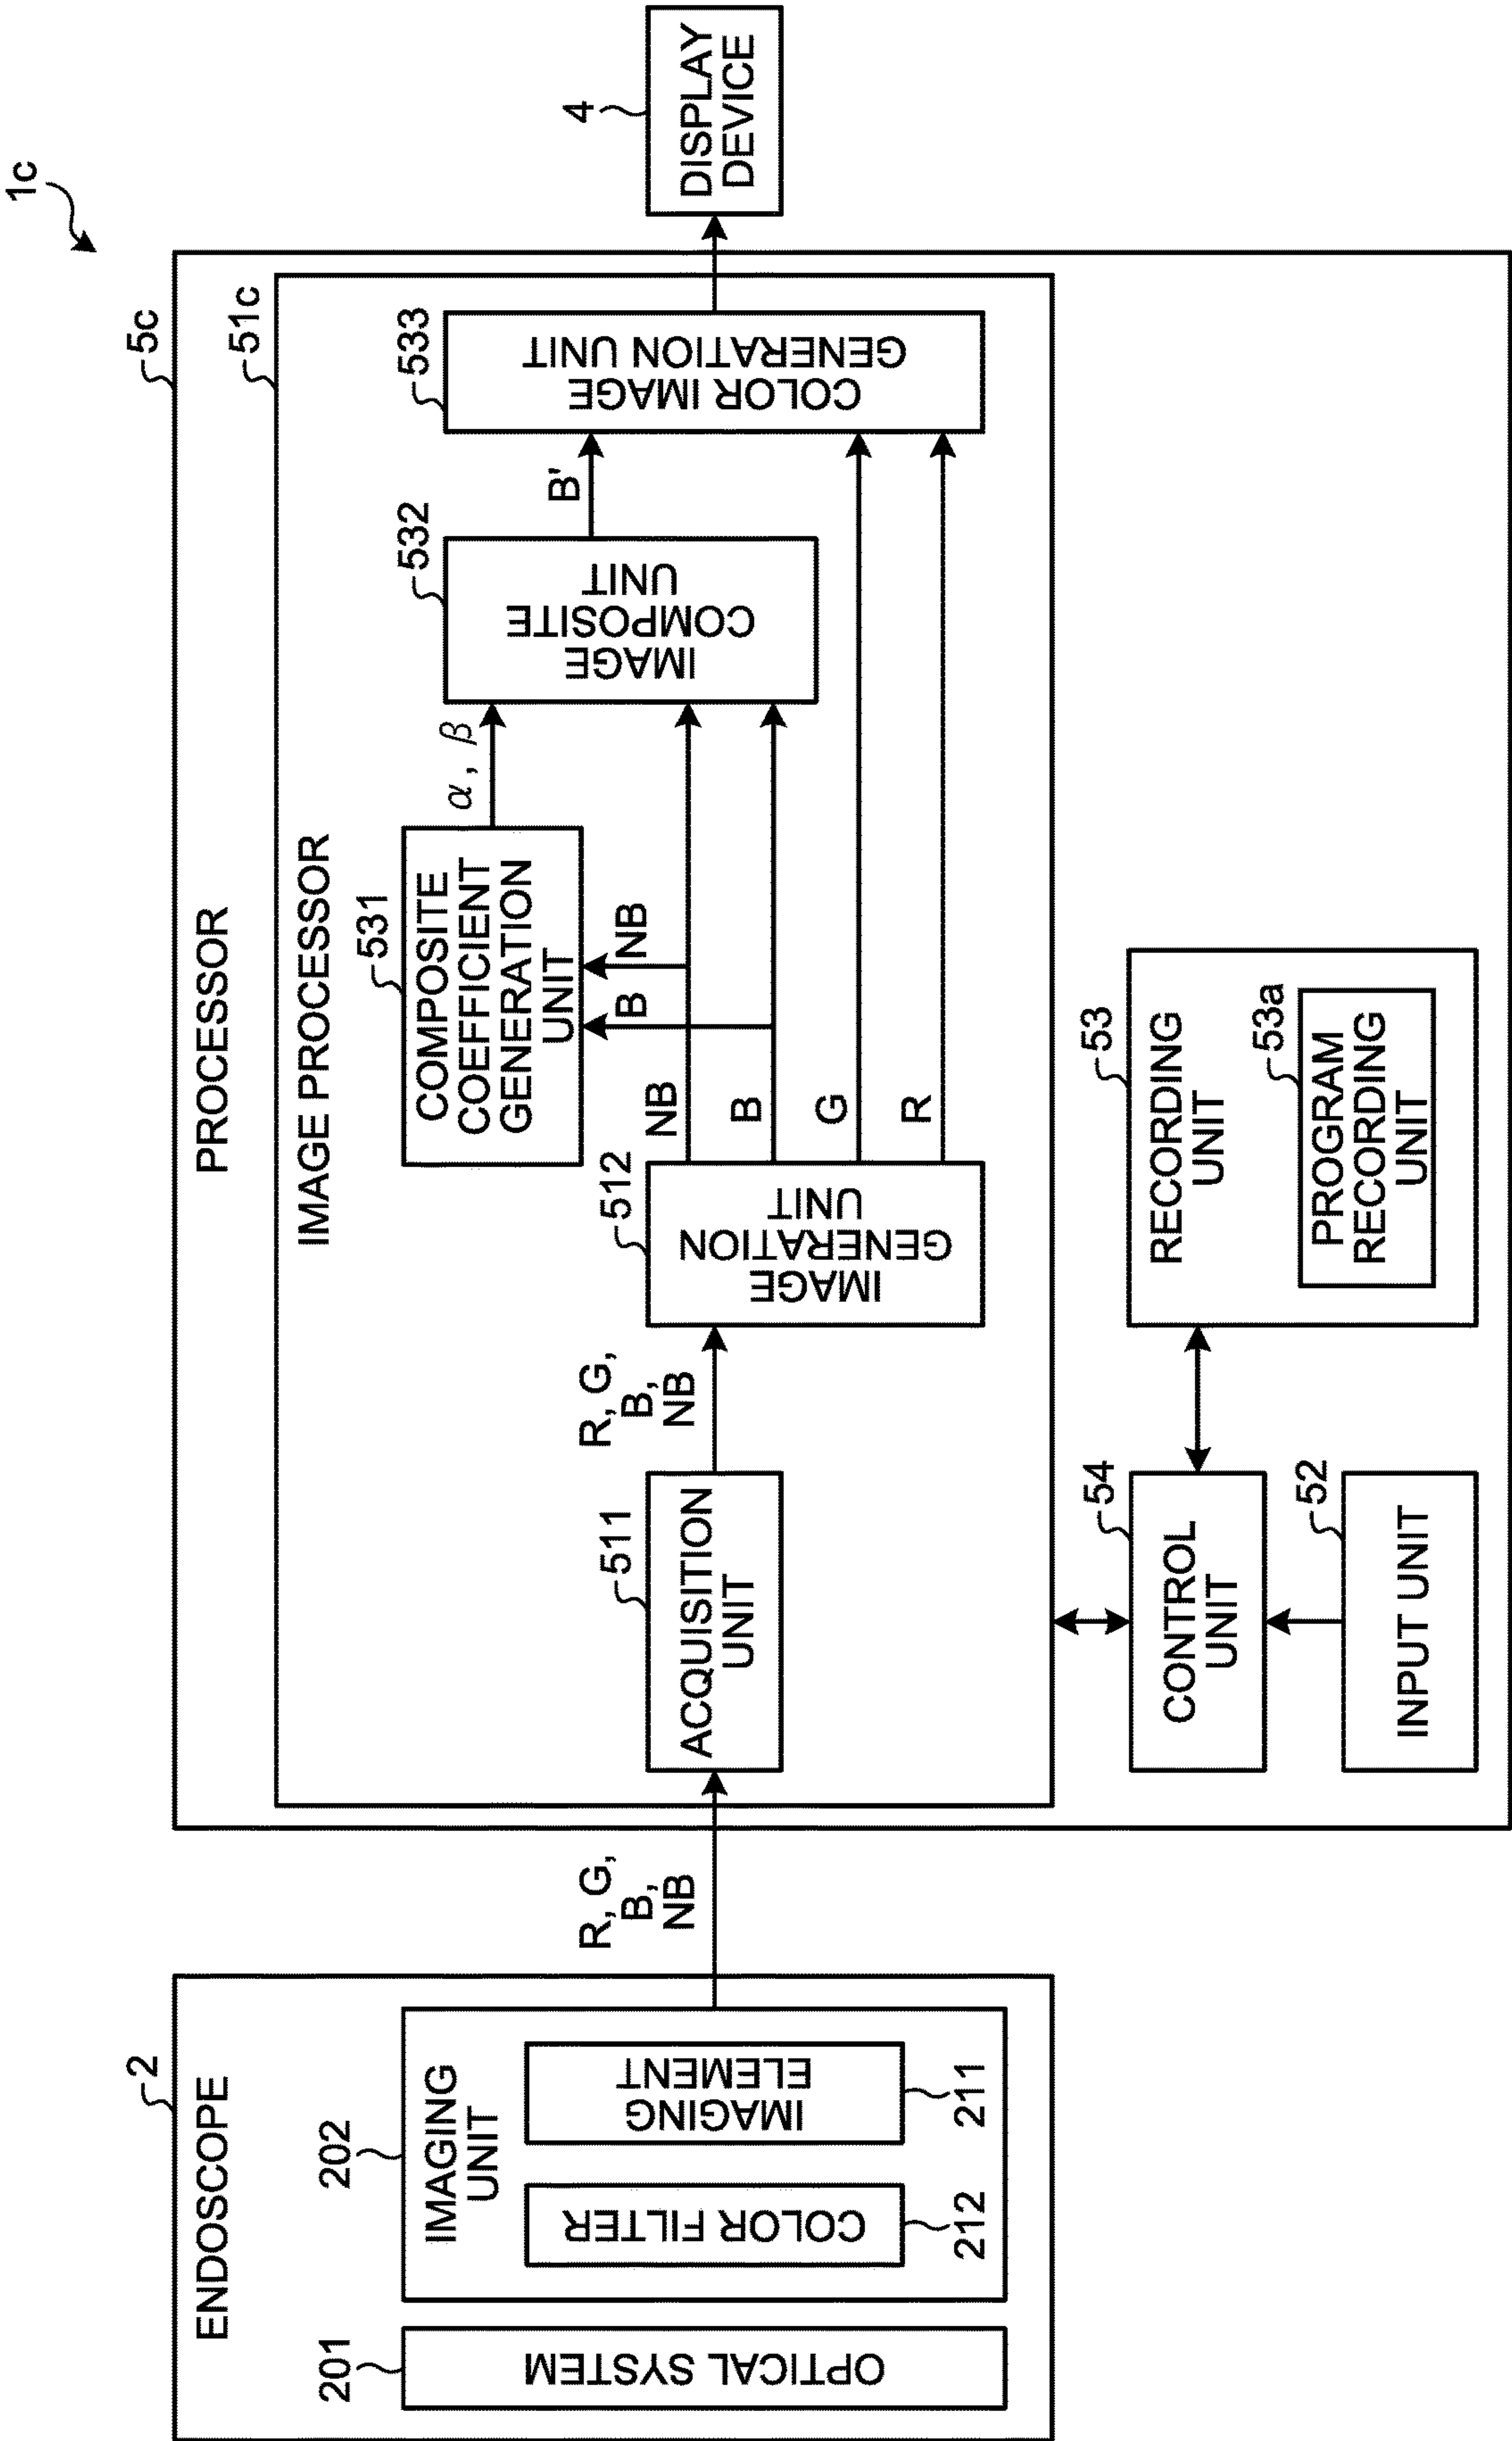 1c
2
ENDOSCOPE
201
OPTICAL SYSTEM
202
IMAGING
UNIT
COLOR FILTER
212
IMAGING
ELEMENT
211
R, G,
B,
NB
5c
PROCESSOR
51c
IMAGE PROCESSOR
511
ACQUISITION
UNIT
R, G,
B,
NB
512
IMAGE
GENERATION
UNIT
NB
B
G
R
B
NB
531
COMPOSITE
COEFFICIENT
GENERATION
UNIT
α, β
532
IMAGE
COMPOSITE
UNIT
B'
533
COLOR IMAGE
GENERATION UNIT
4
DISPLAY
DEVICE
54
CONTROL
UNIT
52
INPUT UNIT
53
RECORDING
UNIT
53a
PROGRAM
RECORDING
UNIT